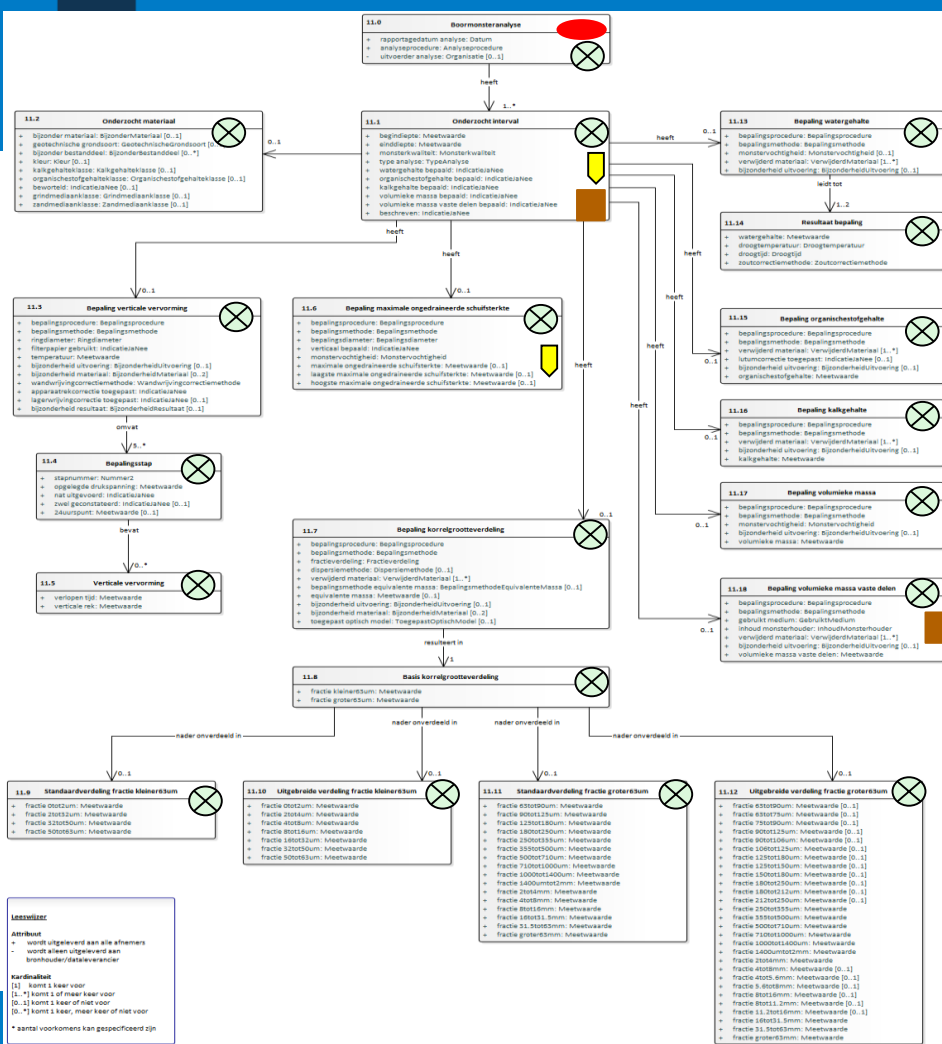 11.0 Boormonsteranalyse
+ rapportagedatum analyse: Datum
+ analyseprocedure: Analyseprocedure
- uitvoerder analyse: Organisatie [0..1]
heeft
1..*
11.2 Onderzocht materiaal
+ bijzonder materiaal: BijzonderMateriaal [0..1]
+ geotechnische grondsoort: GeotechnischeGrondsoort [0..
+ bijzonder bestanddeel: BijzonderBestanddeel [0..*]
+ kleur: Kleur [0..1]
+ kalkgehalteklasse: Kalkgehalteklasse [0..1]
+ organischestofgehalteklasse: Organischestofgehalteklasse [0..1]
+ beworteld: IndicatieJaNee [0..1]
+ grindmediaanklasse: Grindmediaanklasse [0..1]
+ zandmediaanklasse: Zandmediaanklasse [0..1]
0..1
11.1 Onderzocht interval
+ begindiepte: Meetwaarde
+ einddiepte: Meetwaarde
+ monsterkwaliteit: Monsterkwaliteit
+ type analyse: TypeAnalyse
+ watergehalte bepaald: IndicatieJaNee
+ organischestofgehalte bepaald: IndicatieJaNee
+ kalkgehalte bepaald: IndicatieJaNee
+ volumieke massa bepaald: IndicatieJaNee
+ volumieke massa vaste delen bepaald: IndicatieJaNee
+ beschreven: IndicatieJaNee
heeft
0..1
11.13 Bepaling watergehalte
+ bepalingsprocedure: Bepalingsprocedure
+ bepalingsmethode: Bepalingsmethode
+ monstervochtigheid: Monstervochtigheid [0..1]
+ verwijderd materiaal: VerwijderdMateriaal [1..*]
+ bijzonderheid uitvoering: BijzonderheidUitvoering [0..1]
leidt tot
1..2
11.14 Resultaat bepaling
+ watergehalte: Meetwaarde
+ droogtemperatuur: Droogtemperatuur
+ droogtijd: Droogtijd
+ zoutcorrectiemethode: Zoutcorrectiemethode
heeft
heeft
heeft
heeft
heeft
heeft
0..1
0..1
11.3 Bepaling verticale vervorming
+ bepalingsprocedure: Bepalingsprocedure
+ bepalingsmethode: Bepalingsmethode
+ ringdiameter: Ringdiameter
+ filterpapier gebruikt: IndicatieJaNee
+ temperatuur: Meetwaarde
+ bijzonderheid uitvoering: BijzonderheidUitvoering [0..1]
+ bijzonderheid materiaal: BijzonderheidMateriaal [0..2]
+ wandwrijvingcorrectiemethode: Wandwrijvingcorrectiemethode
+ apparaatrekcorrectie toegepast: IndicatieJaNee
+ lagerwrijvingcorrectie toegepast: IndicatieJaNee [0..1]
+ bijzonderheid resultaat: BijzonderheidResultaat [0..1]
11.6 Bepaling maximale ongedraineerde schuifsterkte
+ bepalingsprocedure: Bepalingsprocedure
+ bepalingsmethode: Bepalingsmethode
+ bepalingsdiameter: Bepalingsdiameter
+ verticaal bepaald: IndicatieJaNee
+ monstervochtigheid: Monstervochtigheid
+ maximale ongedraineerde schuifsterkte: Meetwaarde [0..1]
+ laagste maximale ongedraineerde schuifsterkte: Meetwaarde [0..1]
+ hoogste maximale ongedraineerde schuifsterkte: Meetwaarde [0..1]
11.15 Bepaling organischestofgehalte
+ bepalingsprocedure: Bepalingsprocedure
+ bepalingsmethode: Bepalingsmethode
+ verwijderd materiaal: VerwijderdMateriaal [1..*]
+ lutumcorrectie toegepast: IndicatieJaNee [0..1]
+ bijzonderheid uitvoering: BijzonderheidUitvoering [0..1]
+ organischestofgehalte: Meetwaarde
0..1
11.16 Bepaling kalkgehalte
+ bepalingsprocedure: Bepalingsprocedure
+ bepalingsmethode: Bepalingsmethode
+ verwijderd materiaal: VerwijderdMateriaal [1..*]
+ bijzonderheid uitvoering: BijzonderheidUitvoering [0..1]
+ kalkgehalte: Meetwaarde
0..1
omvat
5..*
11.4 Bepalingsstap
+ stapnummer: Nummer2
+ opgelegde drukspanning: Meetwaarde
+ nat uitgevoerd: IndicatieJaNee
+ zwel geconstateerd: IndicatieJaNee [0..1]
+ 24uurspunt: Meetwaarde [0..1]
11.17 Bepaling volumieke massa
+ bepalingsprocedure: Bepalingsprocedure
+ bepalingsmethode: Bepalingsmethode
+ monstervochtigheid: Monstervochtigheid
+ bijzonderheid uitvoering: BijzonderheidUitvoering [0..1]
+ volumieke massa: Meetwaarde
0..1
bevat
0..*
11.5 Verticale vervorming
+ verlopen tijd: Meetwaarde
+ verticale rek: Meetwaarde
0..1
11.7 Bepaling korrelgrootteverdeling
+ bepalingsprocedure: Bepalingsprocedure
+ bepalingsmethode: Bepalingsmethode
+ fractieverdeling: Fractieverdeling
+ dispersiemethode: Dispersiemethode [0..1]
+ verwijderd materiaal: VerwijderdMateriaal [1..*]
+ bepalingsmethode equivalente massa: BepalingsmethodeEquivalenteMassa [0..1]
+ equivalente massa: Meetwaarde [0..1]
+ bijzonderheid uitvoering: BijzonderheidUitvoering [0..1]
+ bijzonderheid materiaal: BijzonderheidMateriaal [0..2]
+ toegepast optisch model: ToegepastOptischModel [0..1]
11.18 Bepaling volumieke massa vaste delen
+ bepalingsprocedure: Bepalingsprocedure
+ bepalingsmethode: Bepalingsmethode
+ gebruikt medium: GebruiktMedium
+ inhoud monsterhouder: InhoudMonsterhouder
+ verwijderd materiaal: VerwijderdMateriaal [1..*]
+ bijzonderheid uitvoering: BijzonderheidUitvoering [0..1]
+ volumieke massa vaste delen: Meetwaarde
0..1
resulteert in
1
11.8 Basis korrelgrootteverdeling
+ fractie kleiner63um: Meetwaarde
+ fractie groter63um: Meetwaarde
nader onverdeeld in
nader onverdeeld in
nader onverdeeld in
nader onverdeeld in
0..1
0..1
0..1
0..1
11.9 Standaardverdeling fractie kleiner63um
+ fractie 0tot2um: Meetwaarde
+ fractie 2tot32um: Meetwaarde
+ fractie 32tot50um: Meetwaarde
+ fractie 50tot63um: Meetwaarde
11.10 Uitgebreide verdeling fractie kleiner63um
+ fractie 0tot2um: Meetwaarde
+ fractie 2tot4um: Meetwaarde
+ fractie 4tot8um: Meetwaarde
+ fractie 8tot16um: Meetwaarde
+ fractie 16tot32um: Meetwaarde
+ fractie 32tot50um: Meetwaarde
+ fractie 50tot63um: Meetwaarde
11.11 Standaardverdeling fractie groter63um
+ fractie 63tot90um: Meetwaarde
+ fractie 90tot125um: Meetwaarde
+ fractie 125tot180um: Meetwaarde
+ fractie 180tot250um: Meetwaarde
+ fractie 250tot355um: Meetwaarde
+ fractie 355tot500um: Meetwaarde
+ fractie 500tot710um: Meetwaarde
+ fractie 710tot1000um: Meetwaarde
+ fractie 1000tot1400um: Meetwaarde
+ fractie 1400umtot2mm: Meetwaarde
+ fractie 2tot4mm: Meetwaarde
+ fractie 4tot8mm: Meetwaarde
+ fractie 8tot16mm: Meetwaarde
+ fractie 16tot31.5mm: Meetwaarde
+ fractie 31.5tot63mm: Meetwaarde
+ fractie groter63mm: Meetwaarde
11.12 Uitgebreide verdeling fractie groter63um
+ fractie 63tot90um: Meetwaarde [0..1]
+ fractie 63tot75um: Meetwaarde [0..1]
+ fractie 75tot90um: Meetwaarde [0..1]
+ fractie 90tot125um: Meetwaarde [0..1]
+ fractie 90tot106um: Meetwaarde [0..1]
+ fractie 106tot125um: Meetwaarde [0..1]
+ fractie 125tot180um: Meetwaarde [0..1]
+ fractie 125tot150um: Meetwaarde [0..1]
+ fractie 150tot180um: Meetwaarde [0..1]
+ fractie 180tot250um: Meetwaarde [0..1]
+ fractie 180tot212um: Meetwaarde [0..1]
+ fractie 212tot250um: Meetwaarde [0..1]
+ fractie 250tot355um: Meetwaarde
+ fractie 355tot500um: Meetwaarde
+ fractie 500tot710um: Meetwaarde
+ fractie 710tot1000um: Meetwaarde
+ fractie 1000tot1400um: Meetwaarde
+ fractie 1400umtot2mm: Meetwaarde
+ fractie 2tot4mm: Meetwaarde
+ fractie 4tot8mm: Meetwaarde [0..1]
+ fractie 4tot5.6mm: Meetwaarde [0..1]
+ fractie 5.6tot8mm: Meetwaarde [0..1]
+ fractie 8tot16mm: Meetwaarde [0..1]
+ fractie 8tot11.2mm: Meetwaarde [0..1]
+ fractie 11.2tot16mm: Meetwaarde [0..1]
+ fractie 16tot31.5mm: Meetwaarde
+ fractie 31.5tot63mm: Meetwaarde
+ fractie groter63mm: Meetwaarde
Leeswijzer
Attribuut
+ wordt uitgeleverd aan alle afnemers
- wordt alleen uitgeleverd aan
bronhouder/dataleverancier
Kardinaliteit
[1] komt 1 keer voor
[1..*] komt 1 of meer keer voor
[0..1] komt 1 keer of niet voor
[0..*] komt 1 keer, meer keer of niet voor
* aantal voorkomens kan gespecificeerd zijn